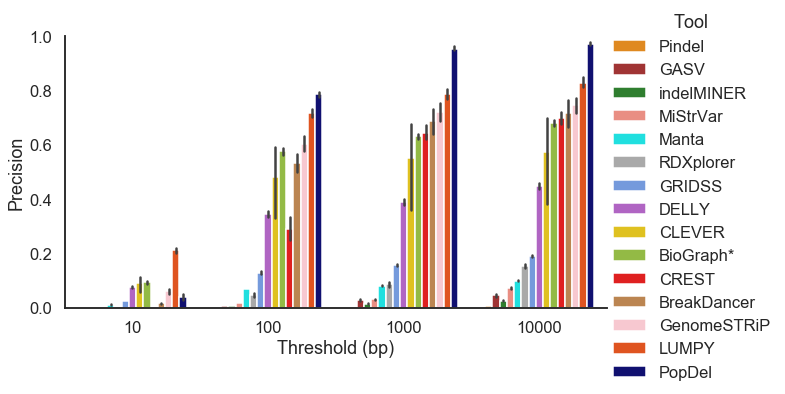 Tool
Pindel
GASV
indelMINER
MiStrVar
Manta
RDXplorer
GRIDSS
DELLY
CLEVER
BioGraph*
CREST
BreakDancer
GenomeSTRiP
LUMPY
PopDel
Precision
1.0
0.8
0.6
0.4
0.2
0.0
10 100 1000 10000
Threshold (bp)